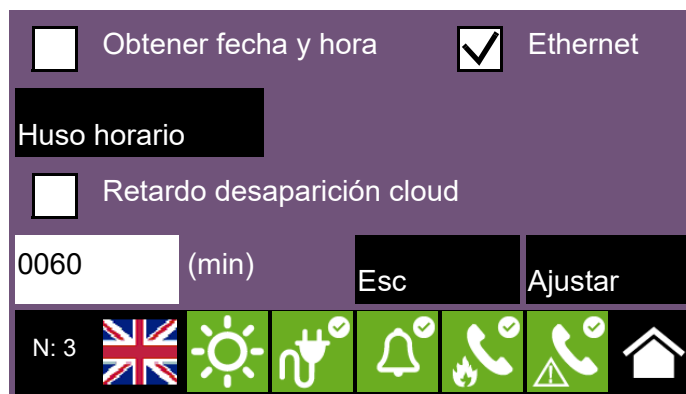 Obtener fecha y hora Ethernet
Huso horario
Retardo desaparición cloud
0060 (min) Esc Ajustar
N: 3